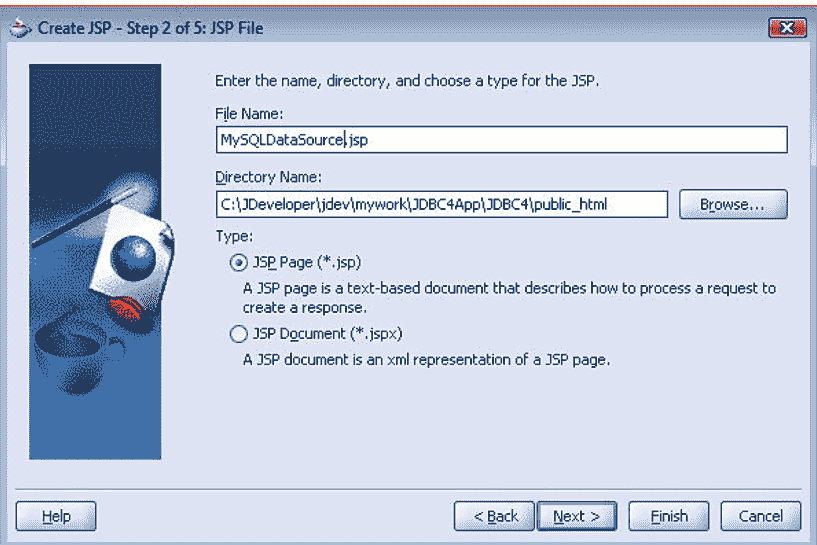 Create JSP - Step 2 of 5: JSP File
Enter the name, directory, and choose a type for the JSP.
File Name:
MySQLDataSource.jsp
Directory Name:
C:\JDeveloper\jdev\mywork\JDBC4App\JDBC4\public_html
Browse...
Type:
JSP Page (*.jsp)
A JSP page is a text-based document that describes how to process a request to
create a response.
JSP Document (*.jspx)
A JSP document is an xml representation of a JSP page.
Help
< Back
Next >
Finish
Cancel